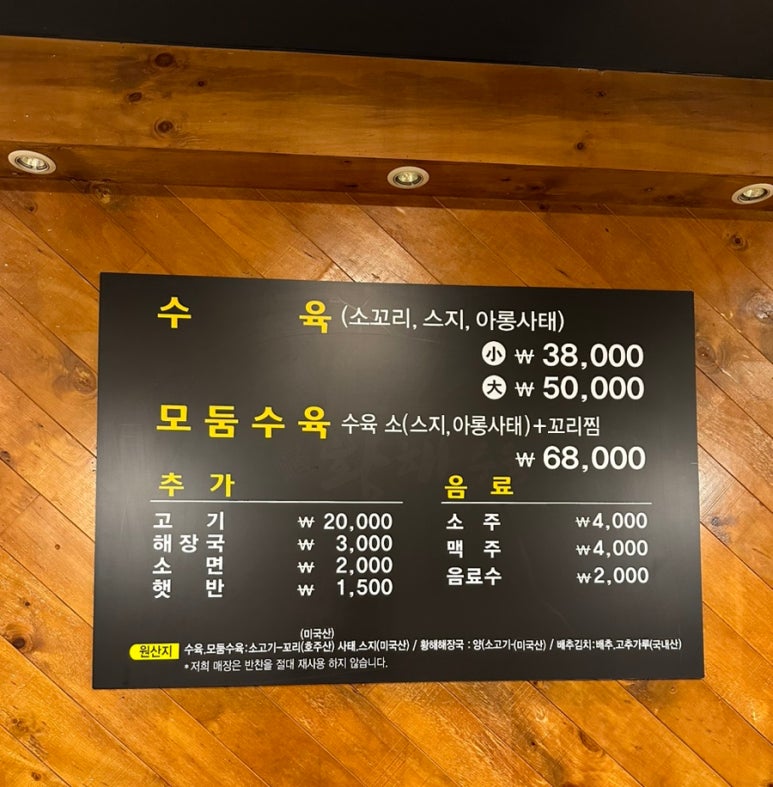 수 육 (소꼬리, 스지, 아롱사태)
小 ₩ 38,000
大 ₩ 50,000
모 둠 수 육 수육 소(스지,아롱사태)+꼬리찜
₩ 68,000
추 가
고 기 ₩ 20,000
해 장 국 ₩ 3,000
소 면 ₩ 2,000
햇 반 ₩ 1,500
음 료
소 주 ₩4,000
맥 주 ₩4,000
음료수 ₩2,000
(미국산)
원산지 수육,모둠수육:소고기-꼬리(호주산) 사태,스지(미국산) / 황해해장국 : 양(소고기-(미국산) / 배추김치:배추,고추가루(국내산)
*저희 매장은 반찬을 절대 재사용 하지 않습니다.